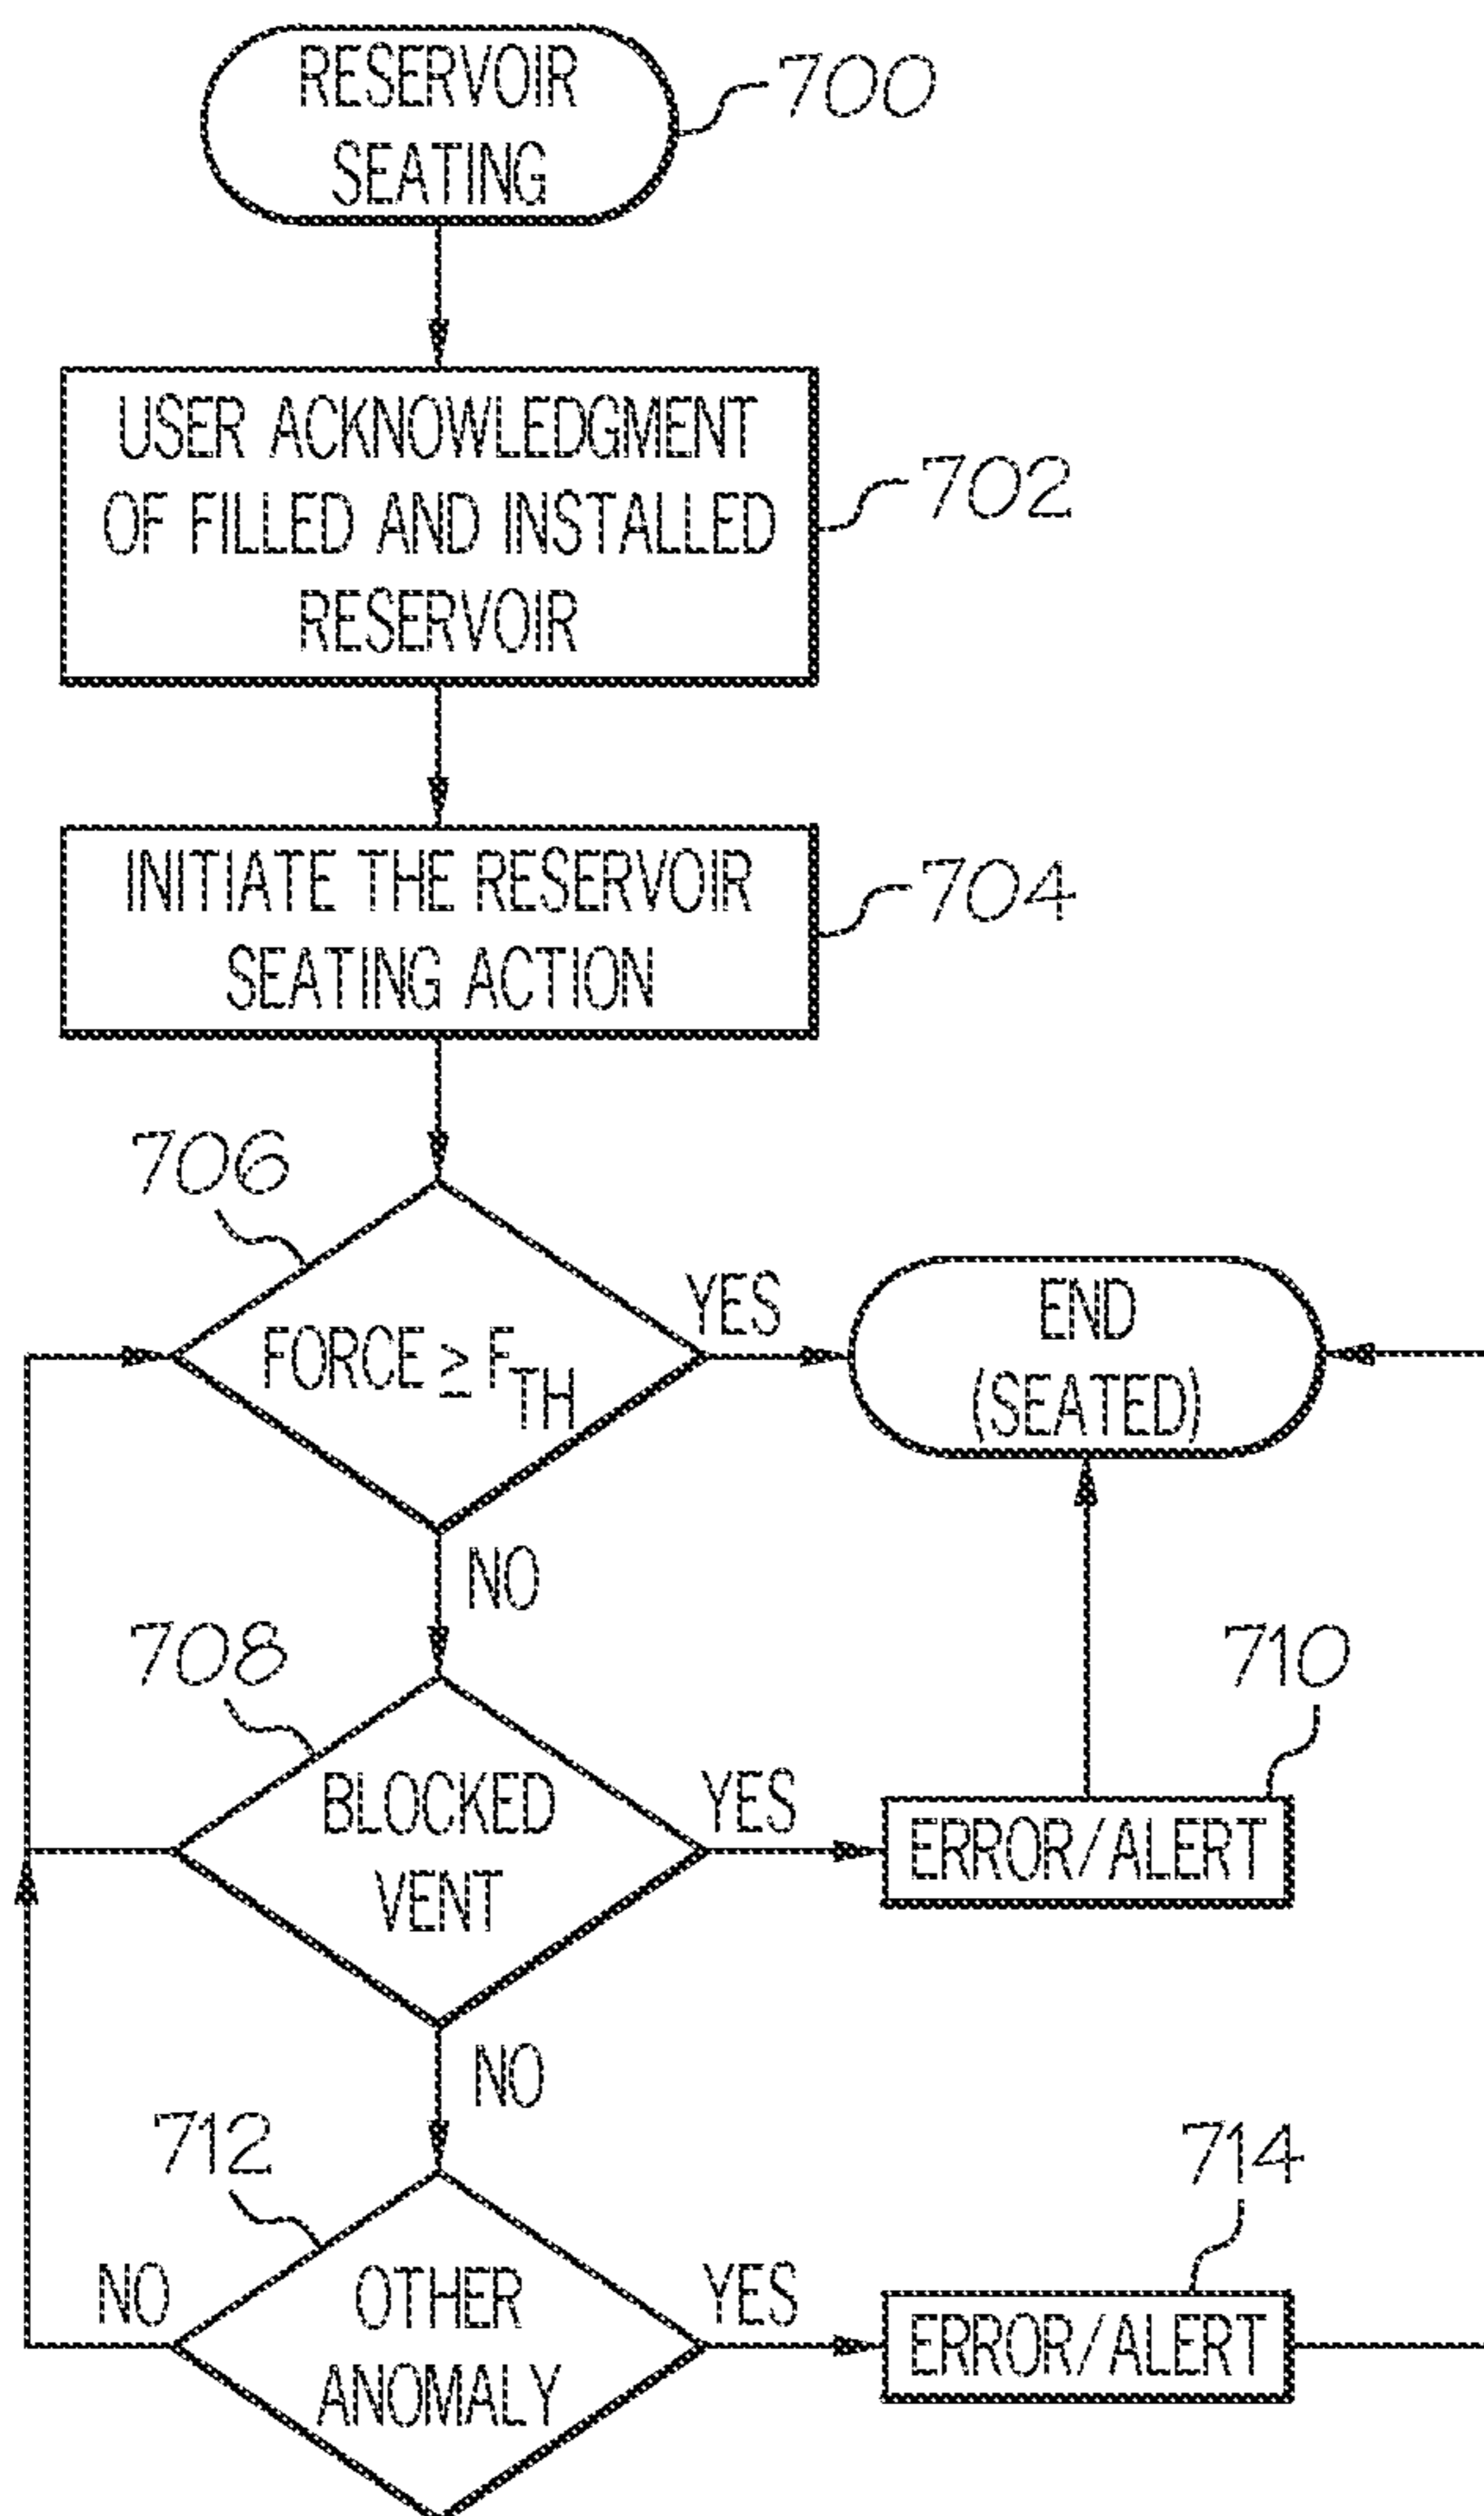 RESERVOIR
SEATING
700
USER ACKNOWLEDGMENT
OF FILLED AND INSTALLED
RESERVOIR
702
INITIATE THE RESERVOIR
SEATING ACTION
704
706
FORCE ≥ F_TH
YES
END
(SEATED)
NO
708
BLOCKED
VENT
YES
710
ERROR/ALERT
NO
712
OTHER
ANOMALY
NO
YES
714
ERROR/ALERT